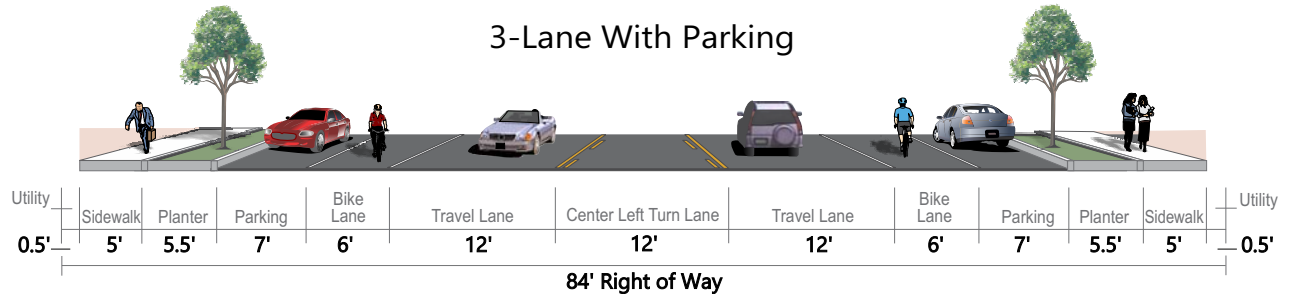 3-Lane With Parking
Utility Sidewalk Planter Parking Bike Lane Travel Lane Center Left Turn Lane Travel Lane Bike Lane Parking Planter Sidewalk Utility
0.5' 5' 5.5' 7' 6' 12' 12' 12' 6' 7' 5.5' 5' 0.5'
84' Right of Way